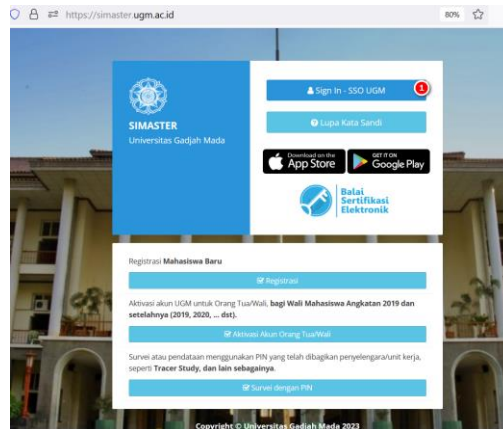 https://simaster.ugm.ac.id
80%
SIMASTER
Universitas Gadjah Mada
Sign In - SSO UGM
1
Lupa Kata Sandi
Download on the
App Store
GET IT ON
Google Play
Balai
Sertifikasi
Elektronik
Registrasi Mahasiswa Baru
Registrasi
Aktivasi akun UGM untuk Orang Tua/Wali, bagi Wali Mahasiswa Angkatan 2019 dan
setelahnya (2019, 2020, ... dst).
Aktivasi Akun Orang Tua/Wali
Survei atau pendataan menggunakan PIN yang telah dibagikan penyelengara/unit kerja,
seperti Tracer Study, dan lain sebagainya.
Survei dengan PIN
Copyright © Universitas Gadjah Mada 2023